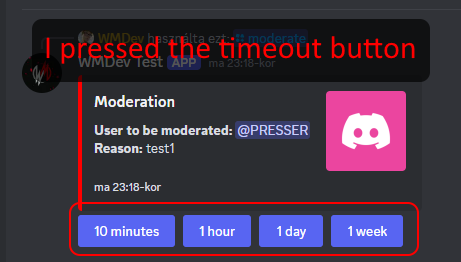 WMDev használta ezt: moderate
I pressed the timeout button
WMDev Test APP ma 23:18-kor
Moderation
User to be moderated: @PRESSER
Reason: test1
ma 23:18-kor
10 minutes 1 hour 1 day 1 week